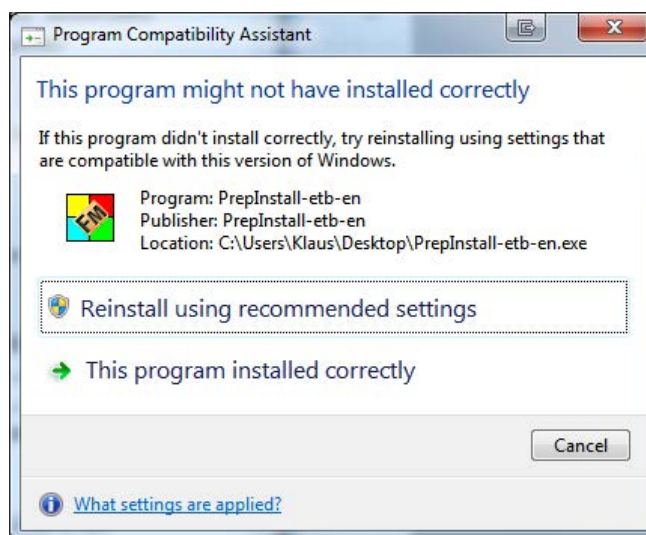 Program Compatibility Assistant
This program might not have installed correctly
If this program didn't install correctly, try reinstalling using settings that
are compatible with this version of Windows.
FM
Program: PrepInstall-etb-en
Publisher: PrepInstall-etb-en
Location: C:\Users\Klaus\Desktop\PrepInstall-etb-en.exe
Reinstall using recommended settings
This program installed correctly
Cancel
What settings are applied?